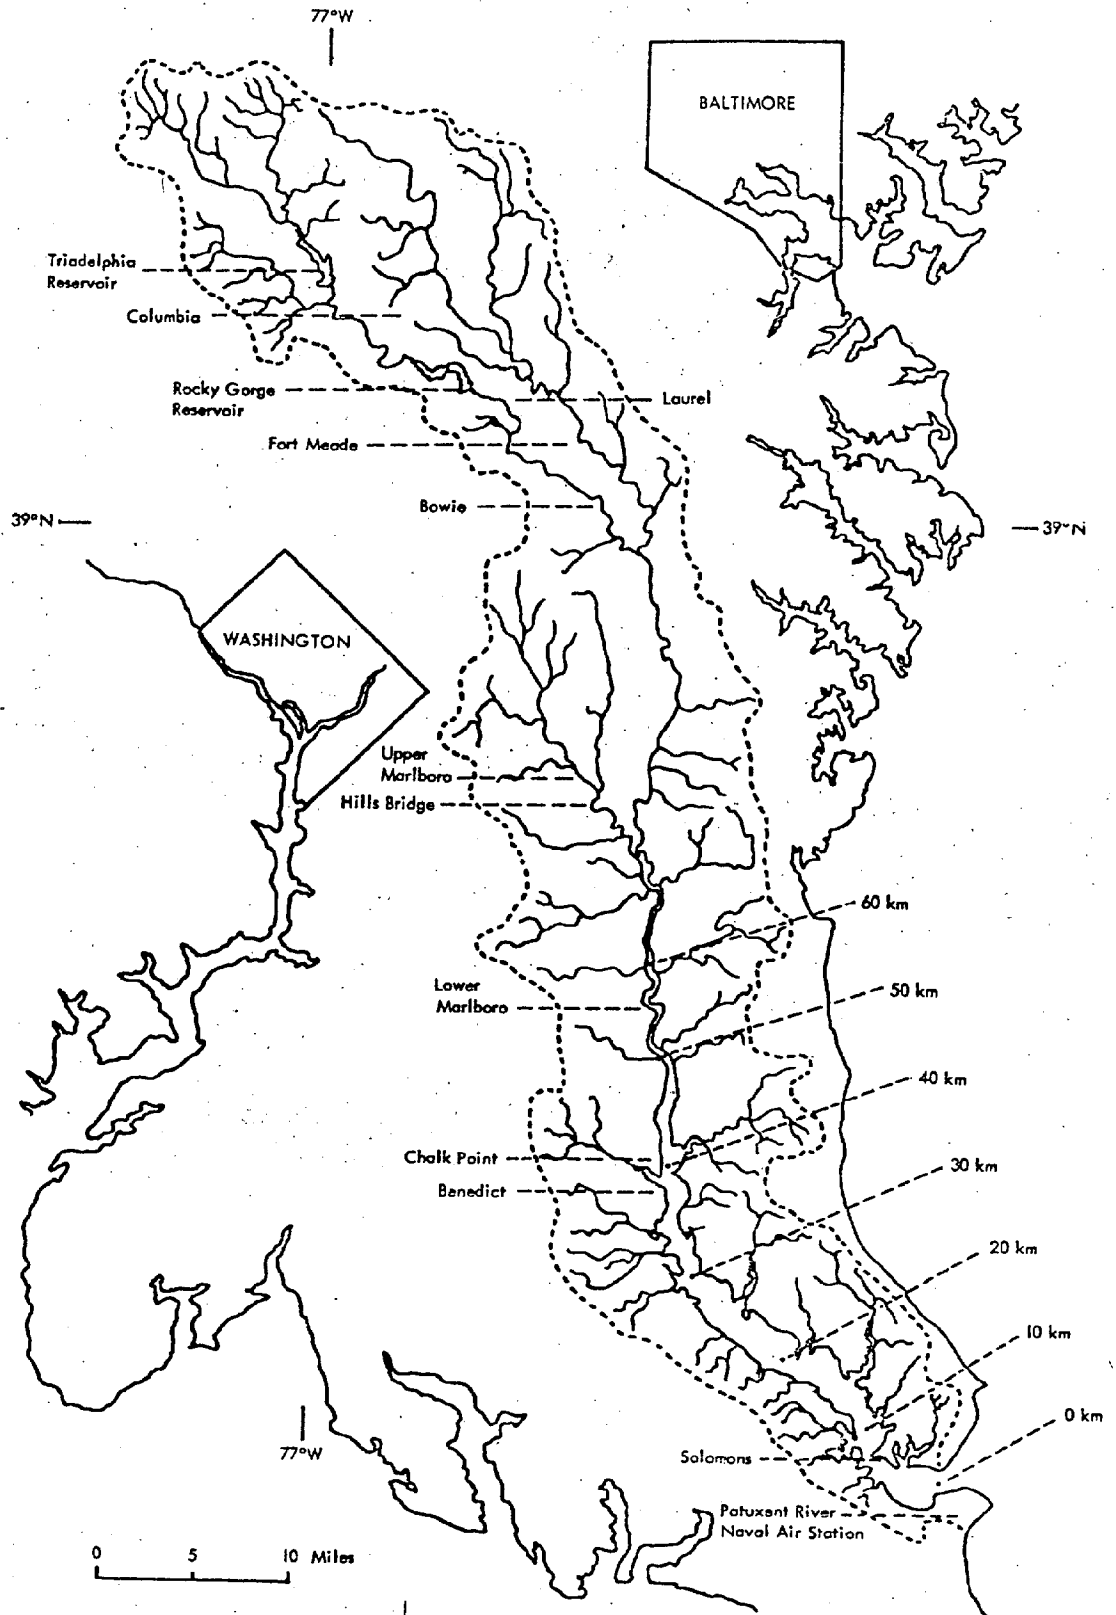 77°W
BALTIMORE
Triadelphia
Reservoir
Columbia
Rocky Gorge
Reservoir
Laurel
Fort Meade
Bowie
39°N
39°N
WASHINGTON
Upper
Marlboro
Hills Bridge
60 km
Lower
Marlboro
50 km
40 km
Chalk Point
30 km
Benedict
20 km
10 km
0 km
77°W
Solomons
Patuxent River
Naval Air Station
0 5 10 Miles